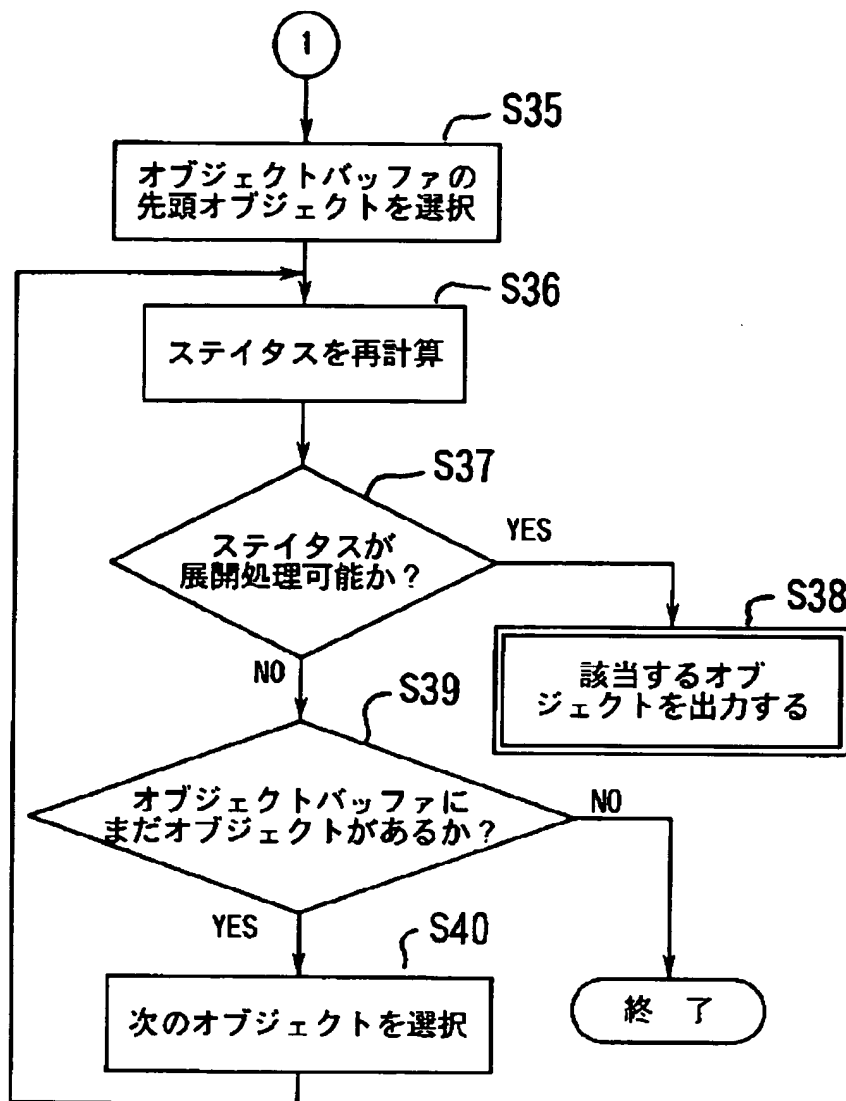 1
S35
オブジェクトバッファの
先頭オブジェクトを選択
S36
ステイタスを再計算
S37
ステイタスが
展開処理可能か？
YES
NO
S38
該当するオブ
ジェクトを出力する
S39
オブジェクトバッファに
まだオブジェクトがあるか？
NO
YES
S40
次のオブジェクトを選択
終 了